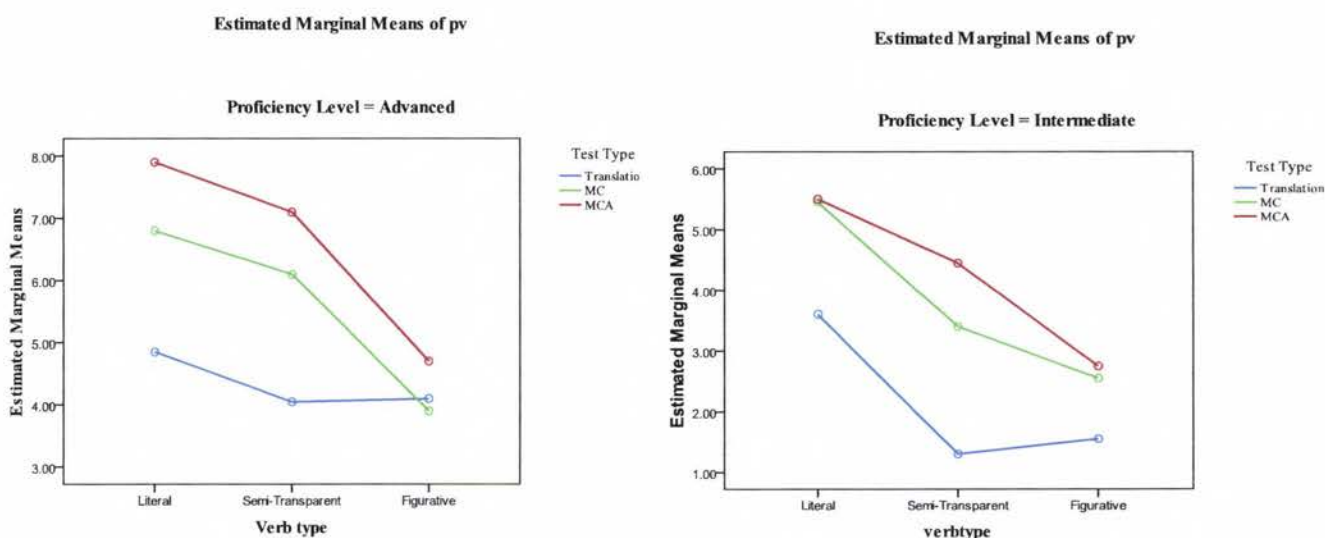 Estimated Marginal Means of pv
Proficiency Level = Advanced
Estimated Marginal Means
8.00
7.00
6.00
5.00
4.00
3.00
Literal
Semi-Transparent
Figurative
Verb type
Test Type
Translatio
MC
MCA
Estimated Marginal Means of pv
Proficiency Level = Intermediate
Estimated Marginal Means
6.00
5.00
4.00
3.00
2.00
1.00
Literal
Semi-Transparent
Figurative
verbtype
Test Type
Translation
MC
MCA